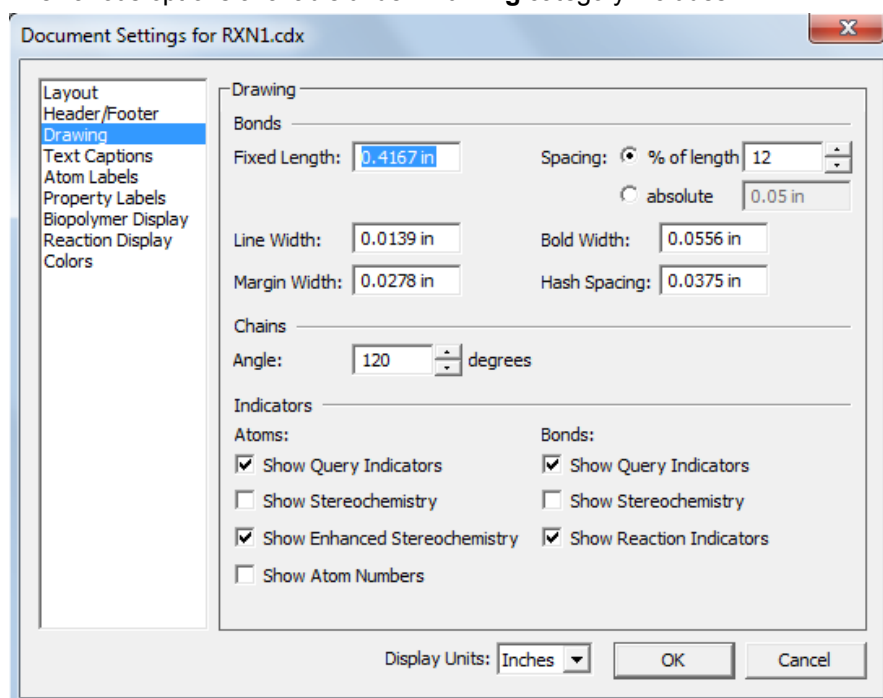 Document Settings for RXN1.cdx
X
Layout
Header/Footer
Drawing
Text Captions
Atom Labels
Property Labels
Biopolymer Display
Reaction Display
Colors
Drawing
Bonds
Fixed Length: 0.4167 in Spacing: % of length 12
absolute 0.05 in
Line Width: 0.0139 in Bold Width: 0.0556 in
Margin Width: 0.0278 in Hash Spacing: 0.0375 in
Chains
Angle: 120 degrees
Indicators
Atoms: Bonds:
Show Query Indicators Show Query Indicators
Show Stereochemistry Show Stereochemistry
Show Enhanced Stereochemistry Show Reaction Indicators
Show Atom Numbers
Display Units: Inches OK Cancel